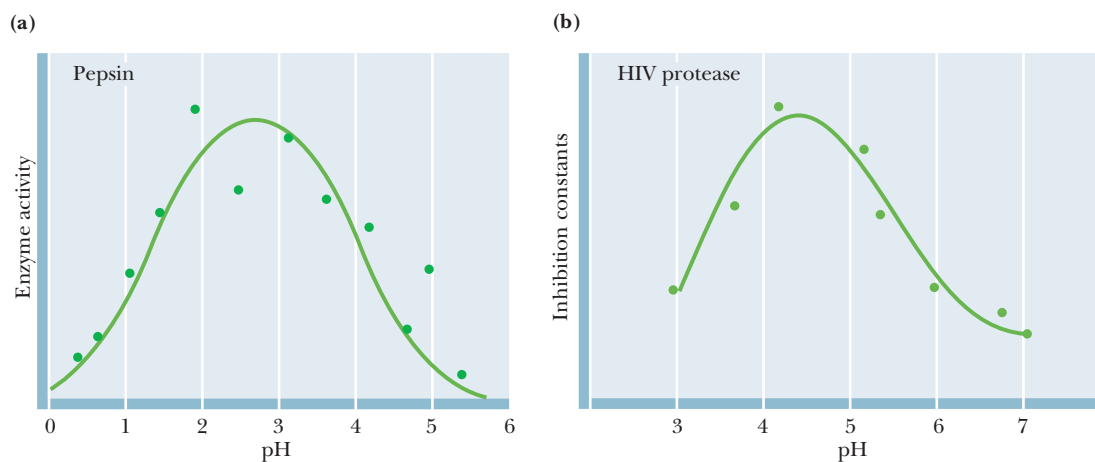 (a)
Pepsin
Enzyme activity
0 1 2 3 4 5 6
pH
(b)
HIV protease
Inhibition constants
3 4 5 6 7
pH